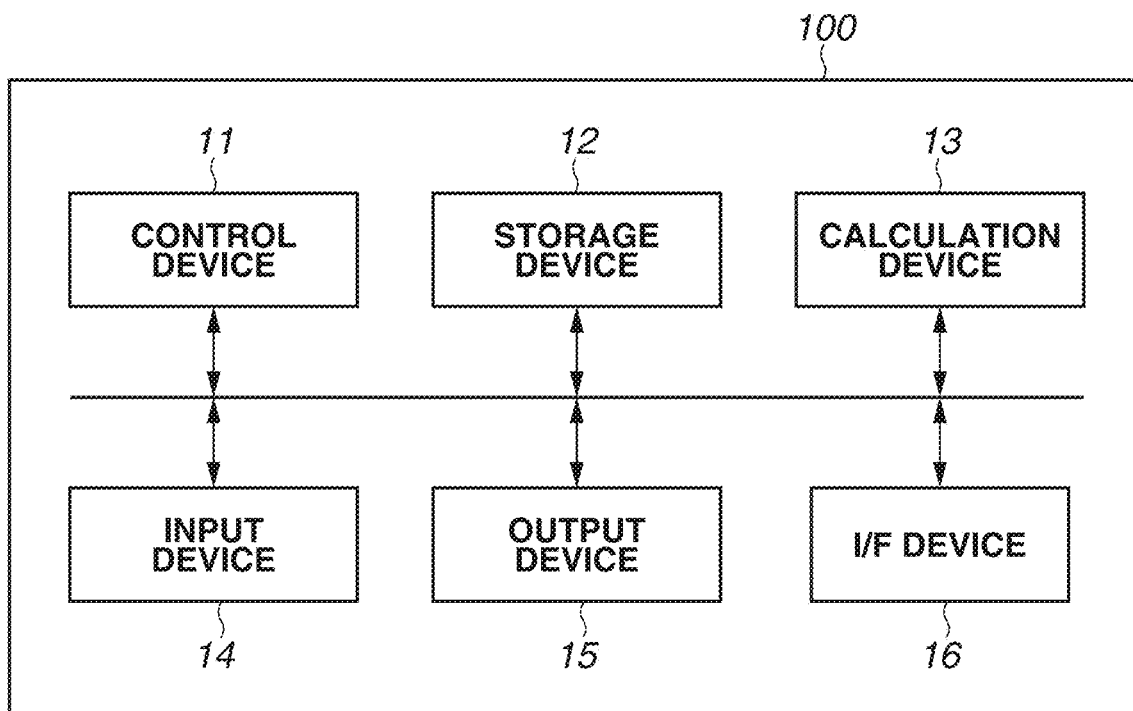 100
11
12
13
CONTROL
DEVICE
STORAGE
DEVICE
CALCULATION
DEVICE
INPUT
DEVICE
OUTPUT
DEVICE
I/F DEVICE
14
15
16